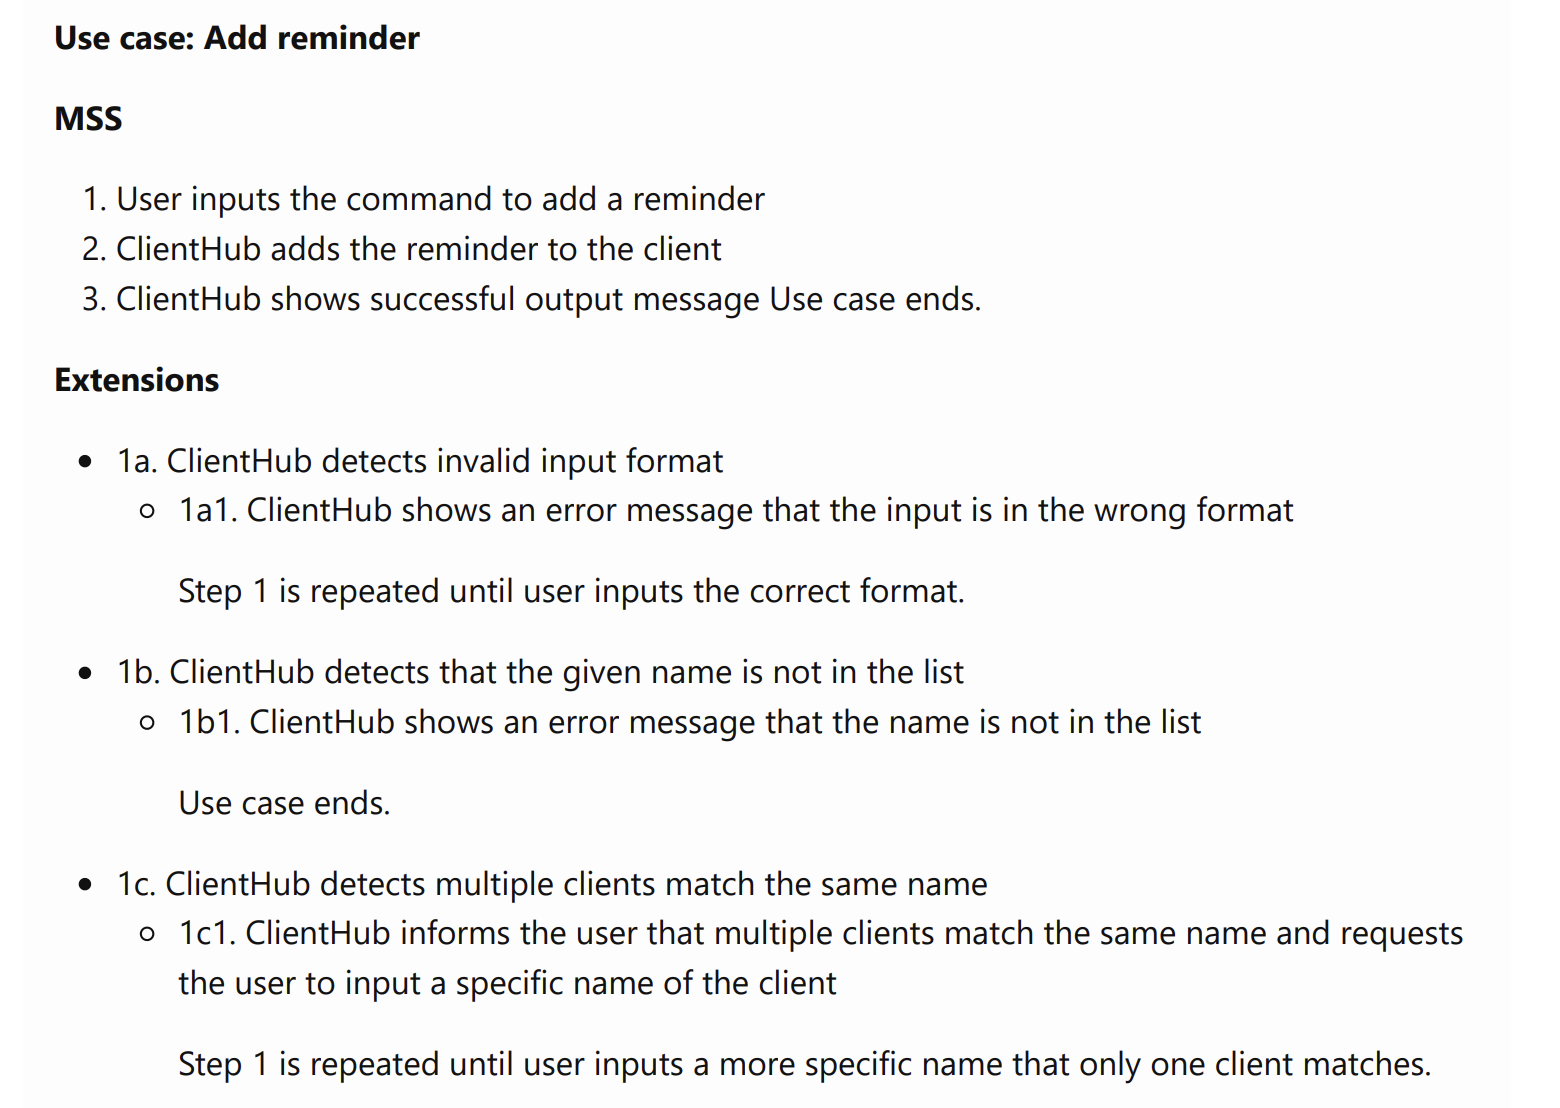 Use case: Add reminder
MSS
1. User inputs the command to add a reminder
2. ClientHub adds the reminder to the client
3. ClientHub shows successful output message Use case ends.
Extensions
• 1a. ClientHub detects invalid input format
◦ 1a1. ClientHub shows an error message that the input is in the wrong format
Step 1 is repeated until user inputs the correct format.
• 1b. ClientHub detects that the given name is not in the list
◦ 1b1. ClientHub shows an error message that the name is not in the list
Use case ends.
• 1c. ClientHub detects multiple clients match the same name
◦ 1c1. ClientHub informs the user that multiple clients match the same name and requests
the user to input a specific name of the client
Step 1 is repeated until user inputs a more specific name that only one client matches.